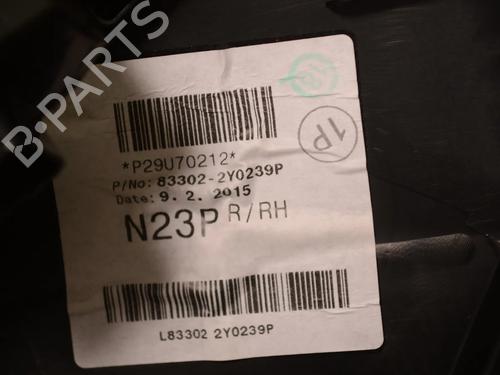 B-PARTS
1P
*P29U70212*
P/No: 83302-2Y0239P
Date: 9. 2. 2015
N23P R/RH
L83302 2Y0239P